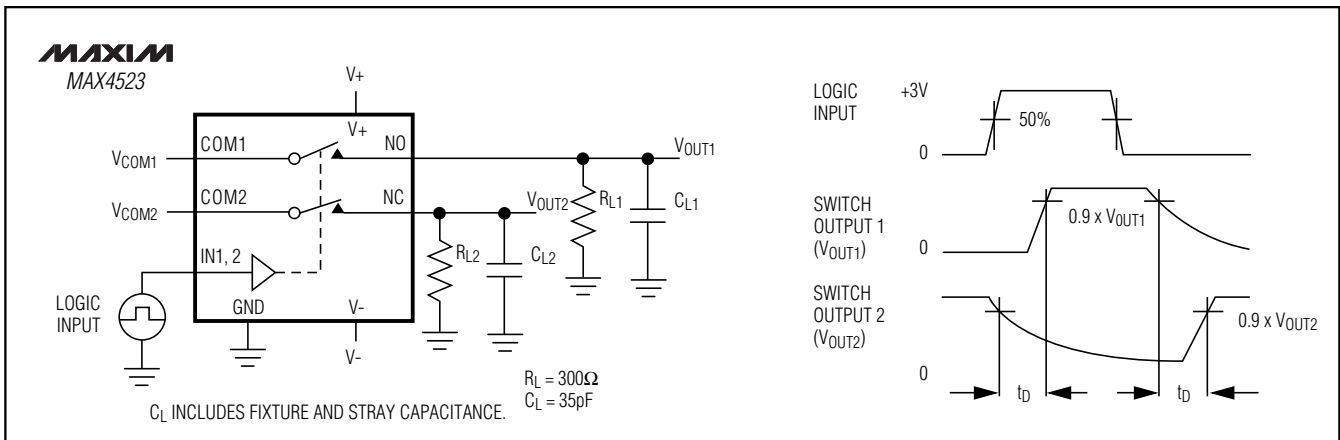 MAXIM
MAX4523
V+
V+
COM1
NO
VCOM1
VOUT1
COM2
NC
VCOM2
VOUT2
RL1
CL1
IN1, 2
RL2
CL2
LOGIC
INPUT
GND
V-
V-
RL = 300Ω
CL = 35pF
CL INCLUDES FIXTURE AND STRAY CAPACITANCE.
LOGIC
INPUT
+3V
50%
0
SWITCH
OUTPUT 1
(VOUT1)
0.9 x VOUT1
0
SWITCH
OUTPUT 2
(VOUT2)
0.9 x VOUT2
0
tD
tD